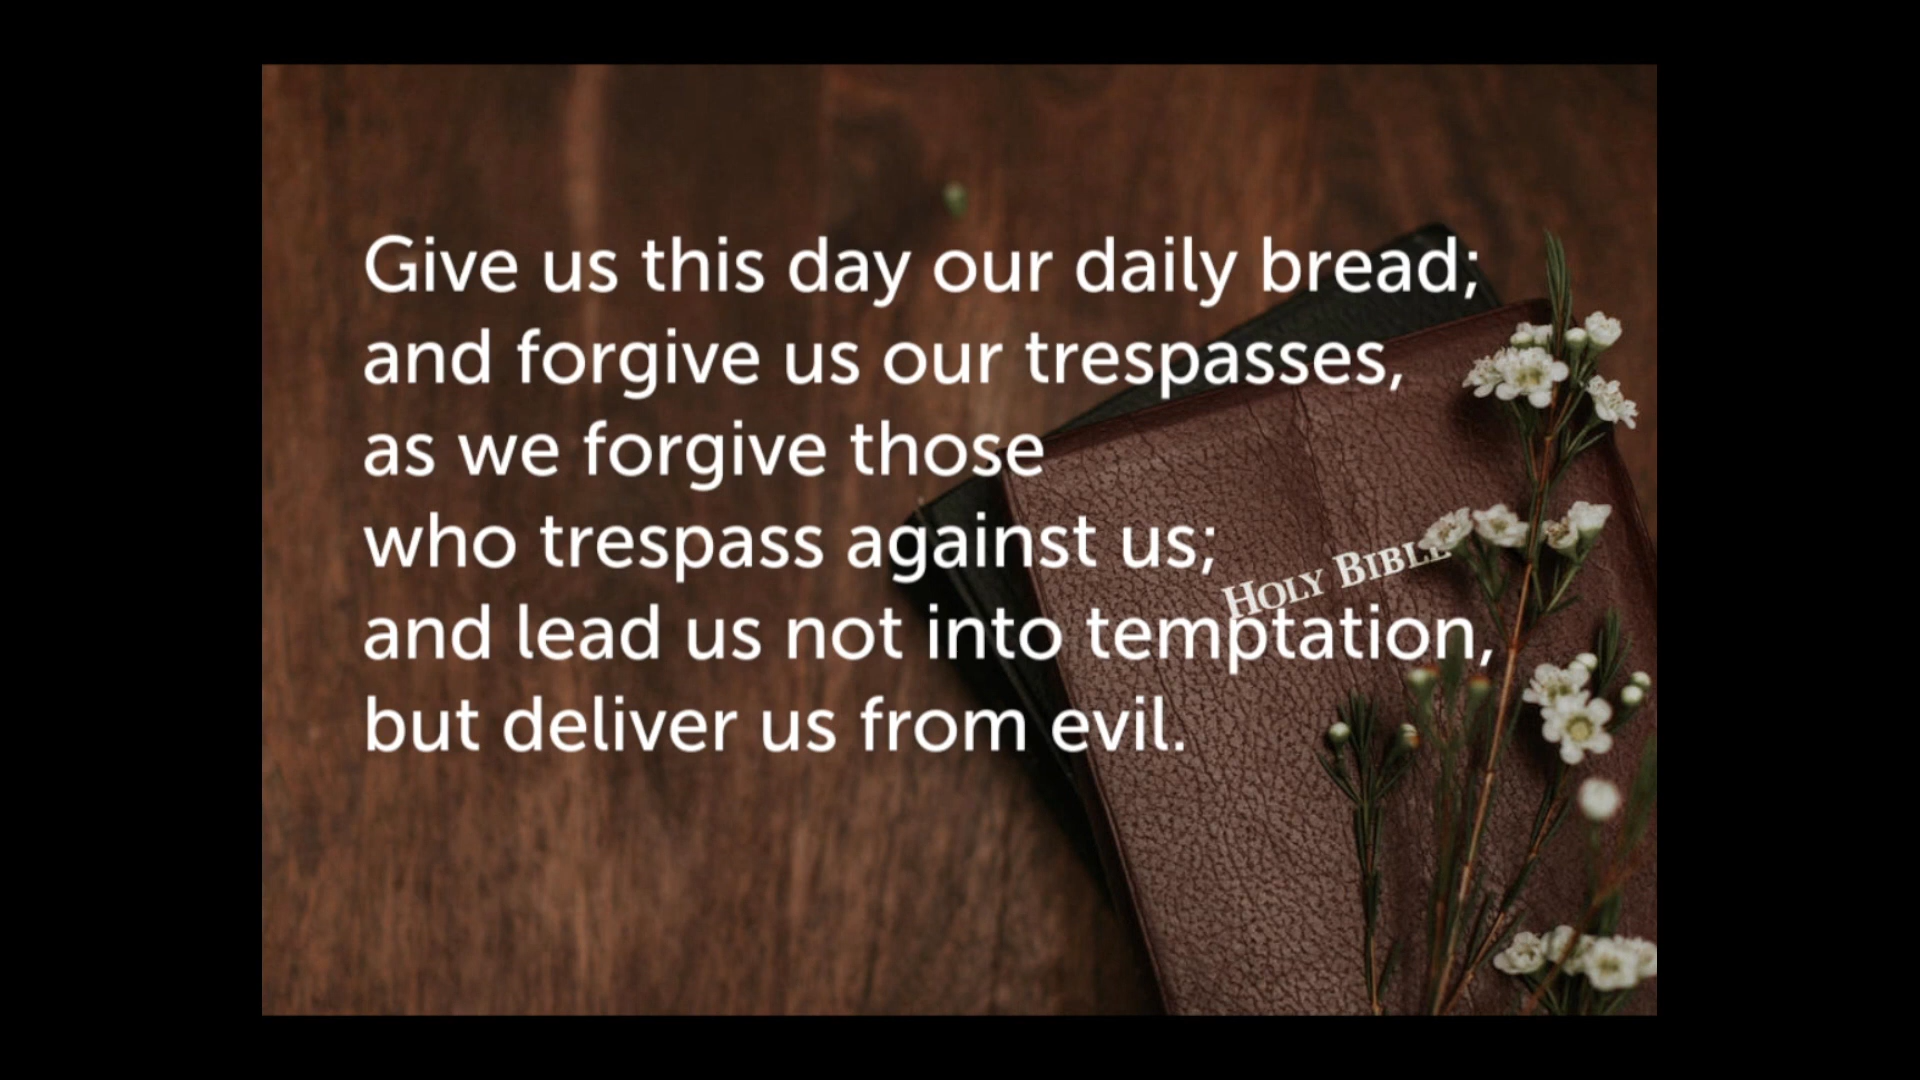 Give us this day our daily bread;
and forgive us our trespasses,
as we forgive those
who trespass against us;
and lead us not into temptation,
but deliver us from evil.
HOLY BIBLE